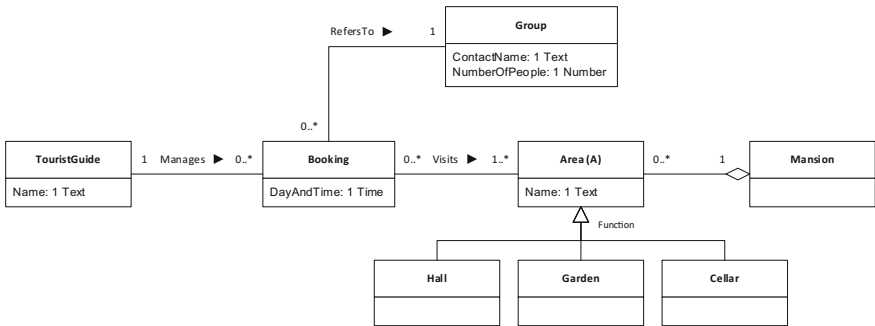 RefersTo ▶ 1
Group
ContactName: 1 Text
NumberOfPeople: 1 Number
0..*
TouristGuide
Name: 1 Text
1 Manages ▶ 0..*
Booking
DayAndTime: 1 Time
0..* Visits ▶ 1..*
Area (A)
Name: 1 Text
0..* 1
Mansion
Function
Hall
Garden
Cellar